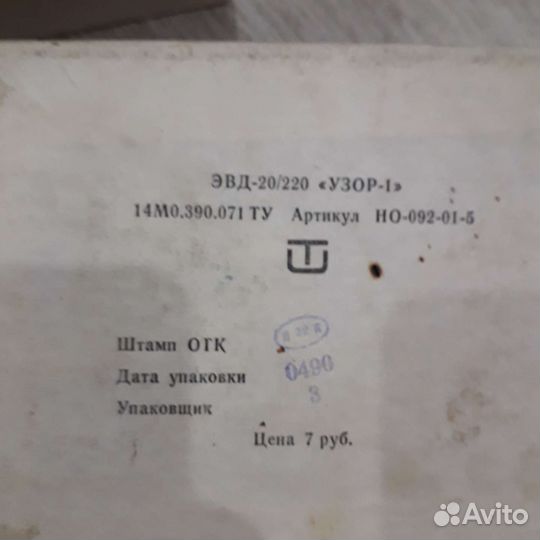 ЭВД-20/220 «УЗОР-1»
14М0.390.071 ТУ Артикул НО-092-01-5
Штамп ОТК
Дата упаковки 0490
Упаковщик 3
Цена 7 руб.
Avito